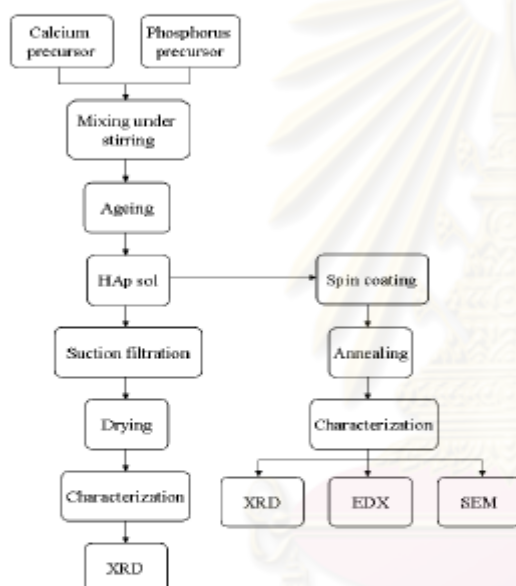 Calcium
precursor
Phosphorus
precursor
Mixing under
stirring
Ageing
HAp sol
Spin coating
Suction filtration
Annealing
Drying
Characterization
Characterization
XRD
EDX
SEM
XRD